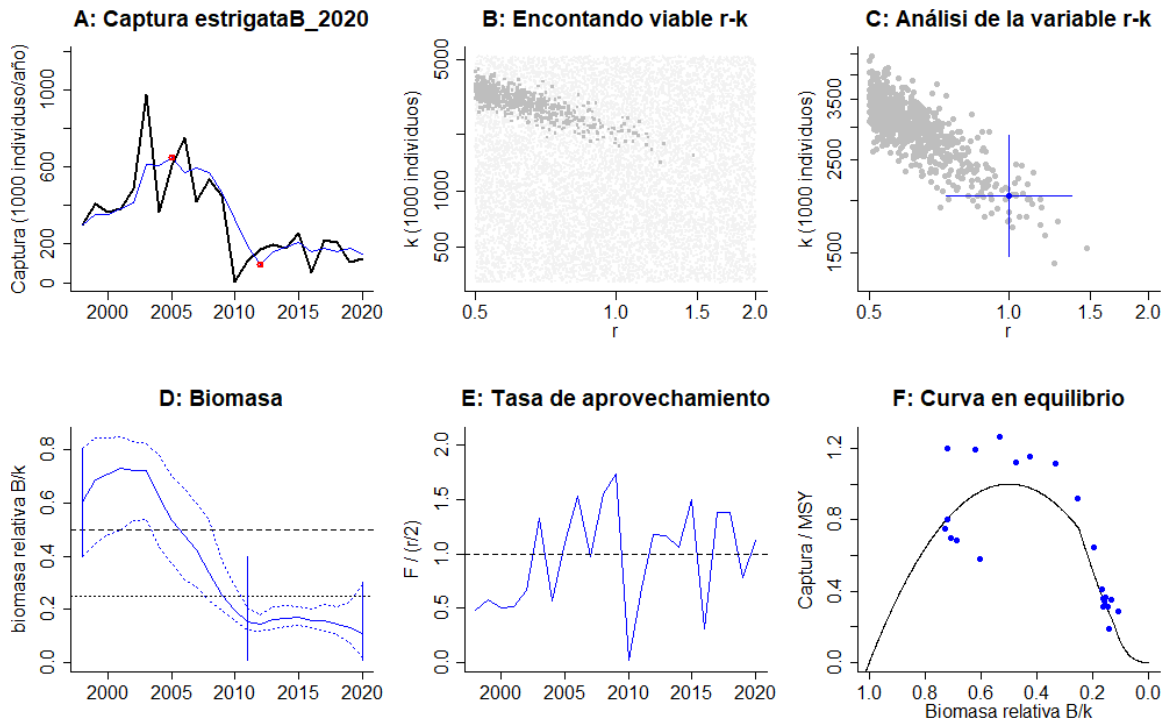 A: Captura estrigataB_2020
Captura (1000 individuso/año)
0 200 600 1000
2000 2005 2010 2015 2020
B: Encontando viable r-k
k (1000 individuos)
500 1000 5000
0.5 1.0 2.0
r
C: Análisi de la variable r-k
k (1000 individuos)
1500 2500 3500
0.5 1.0 1.5 2.0
r
D: Biomasa
biomasa relativa B/k
0.0 0.2 0.4 0.6 0.8
2000 2005 2010 2015 2020
E: Tasa de aprovechamiento
F / (r/2)
0.0 0.5 1.0 1.5 2.0
2000 2005 2010 2015 2020
F: Curva en equilibrio
Captura / MSY
0.0 0.4 0.8 1.2
1.0 0.8 0.6 0.4 0.2 0.0
Biomasa relativa B/k